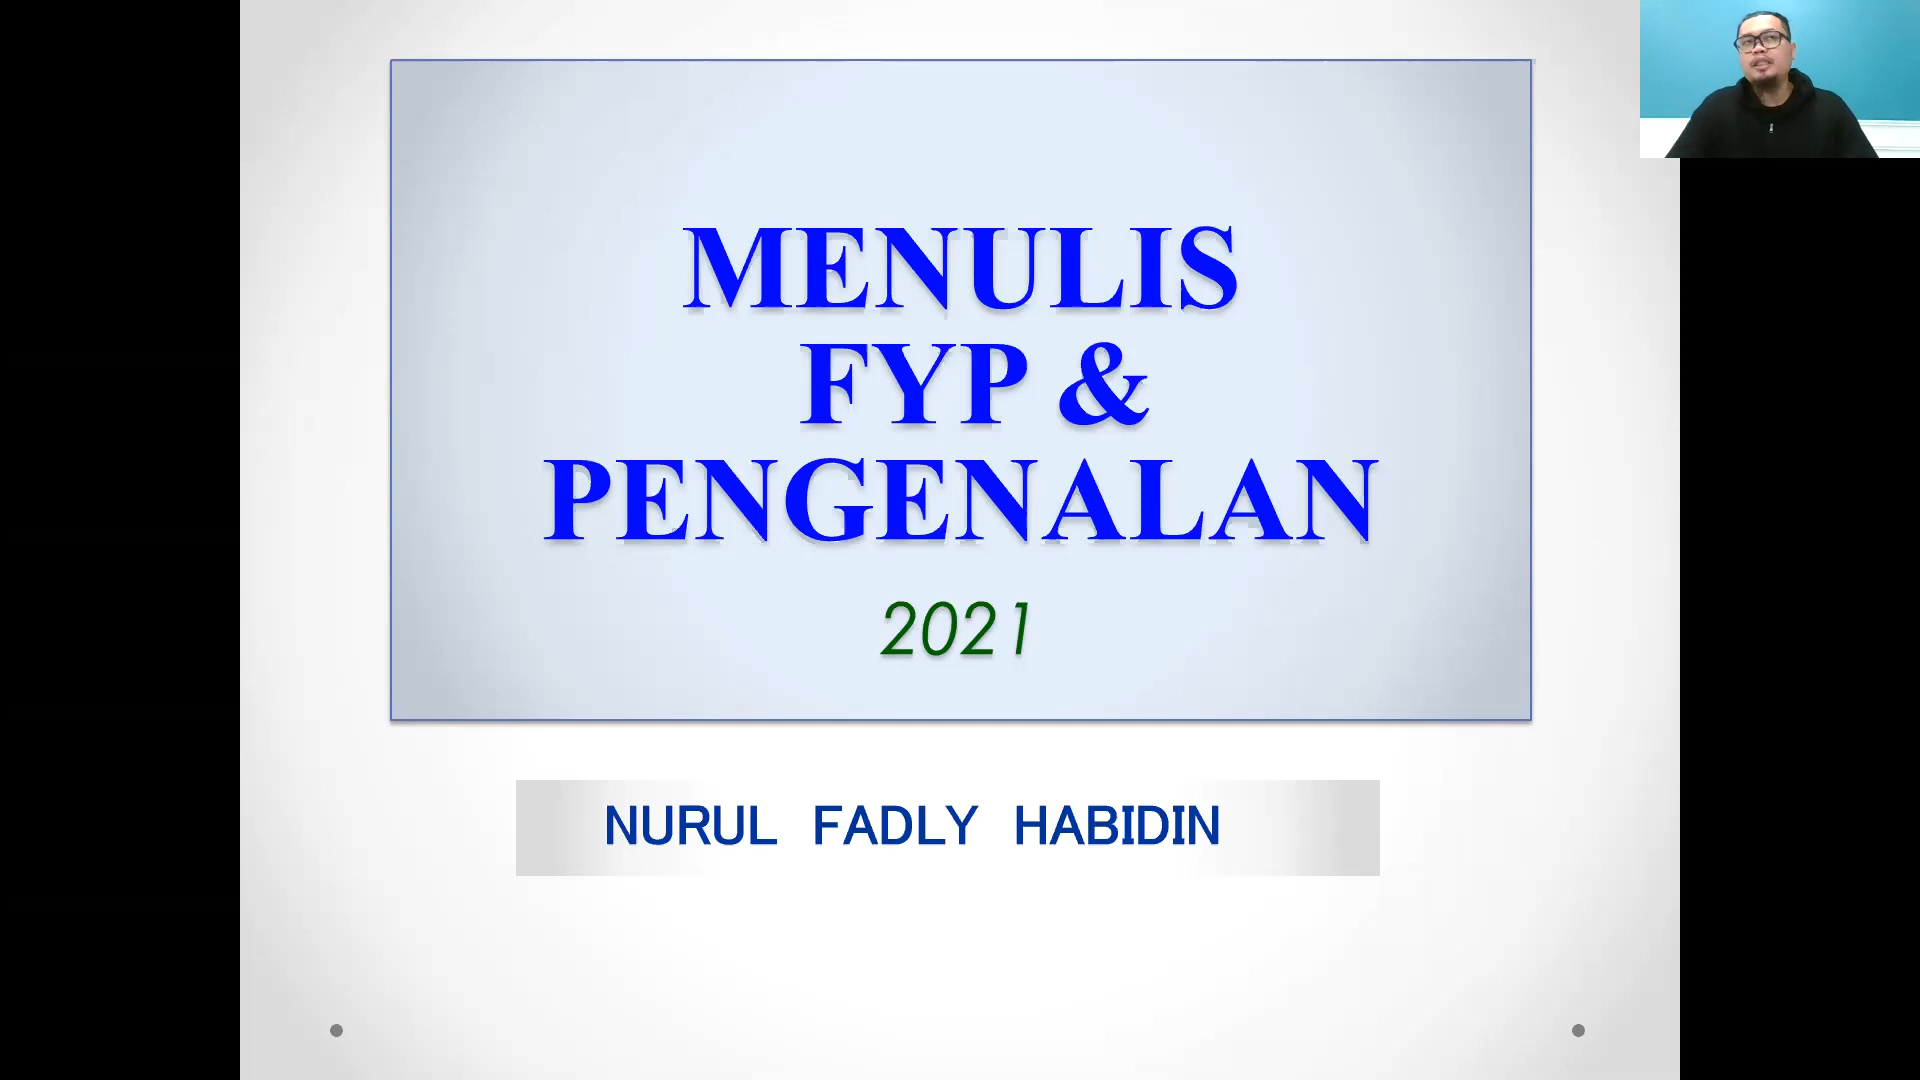 MENULIS
FYP &
PENGENALAN
2021
NURUL FADLY HABIDIN